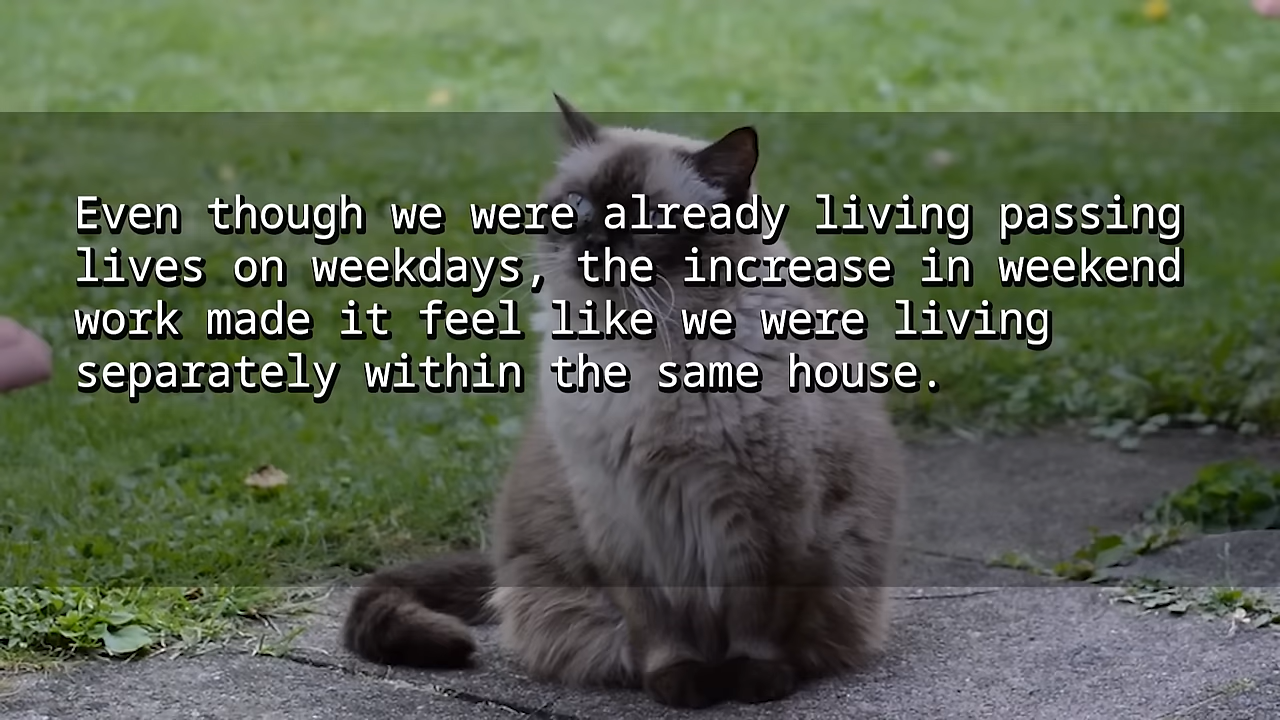 Even though we were already living passing
lives on weekdays, the increase in weekend
work made it feel like we were living
separately within the same house.